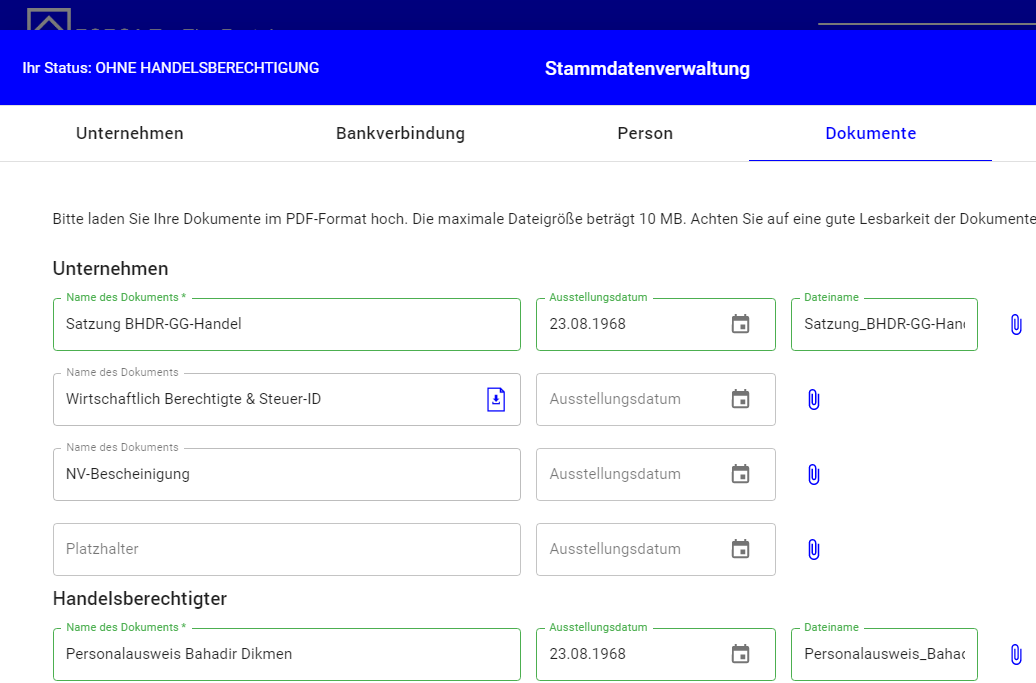 Ihr Status: OHNE HANDELSBERECHTIGUNG
Stammdatenverwaltung
Unternehmen Bankverbindung Person Dokumente
Bitte laden Sie Ihre Dokumente im PDF-Format hoch. Die maximale Dateigröße beträgt 10 MB. Achten Sie auf eine gute Lesbarkeit der Dokumente
Unternehmen
Name des Dokuments * Ausstellungsdatum Dateiname
Satzung BHDR-GG-Handel 23.08.1968 Satzung_BHDR-GG-Han
Name des Dokuments
Wirtschaftlich Berechtigte & Steuer-ID Ausstellungsdatum
Name des Dokuments
NV-Bescheinigung Ausstellungsdatum
Platzhalter Ausstellungsdatum
Handelsberechtigter
Name des Dokuments * Ausstellungsdatum Dateiname
Personalausweis Bahadir Dikmen 23.08.1968 Personalausweis_Bahac